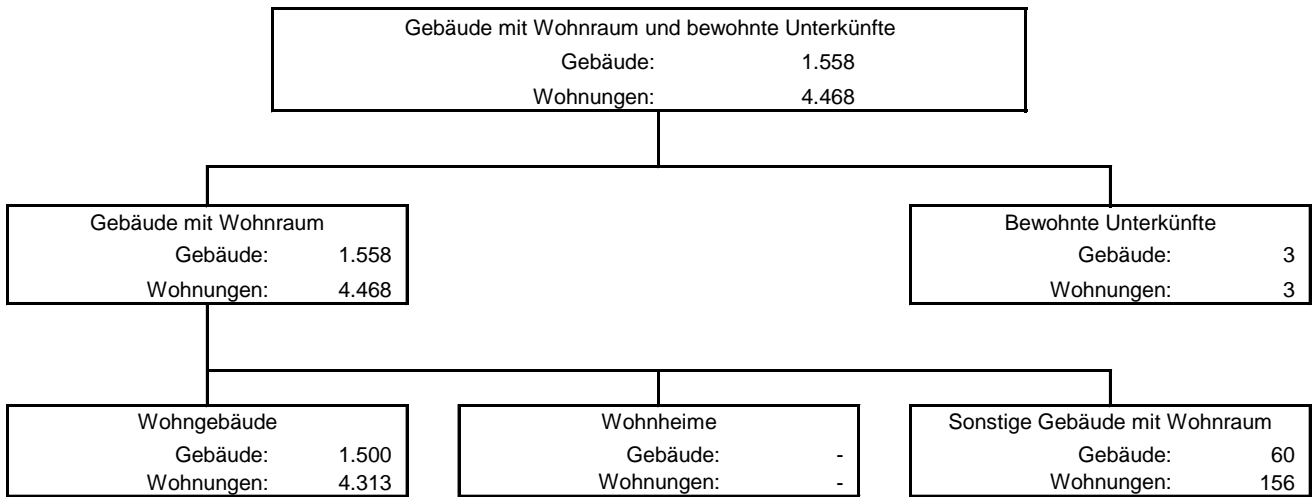 Gebäude mit Wohnraum und bewohnte Unterkünfte
Gebäude: 1.558
Wohnungen: 4.468
Gebäude mit Wohnraum
Gebäude: 1.558
Wohnungen: 4.468
Bewohnte Unterkünfte
Gebäude: 3
Wohnungen: 3
Wohngebäude
Gebäude: 1.500
Wohnungen: 4.313
Wohnheime
Gebäude: -
Wohnungen: -
Sonstige Gebäude mit Wohnraum
Gebäude: 60
Wohnungen: 156